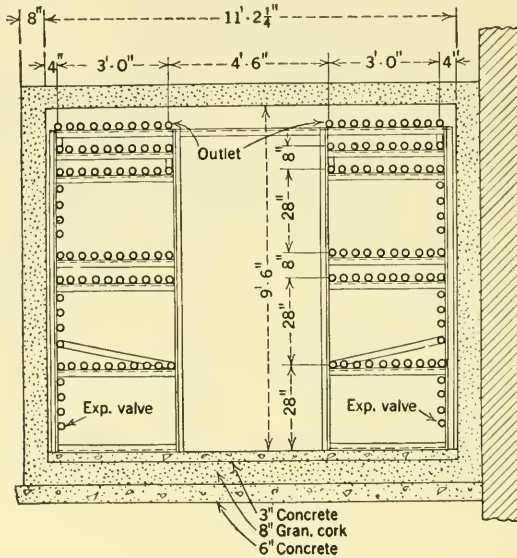 8" 11'·2¼"
4" 3'·0" 4'·6" 3'·0" 4"
Outlet
8"
28"
9'·6"
8"
28"
28"
Exp. valve
Exp. valve
3" Concrete
8" Gran. cork
6" Concrete